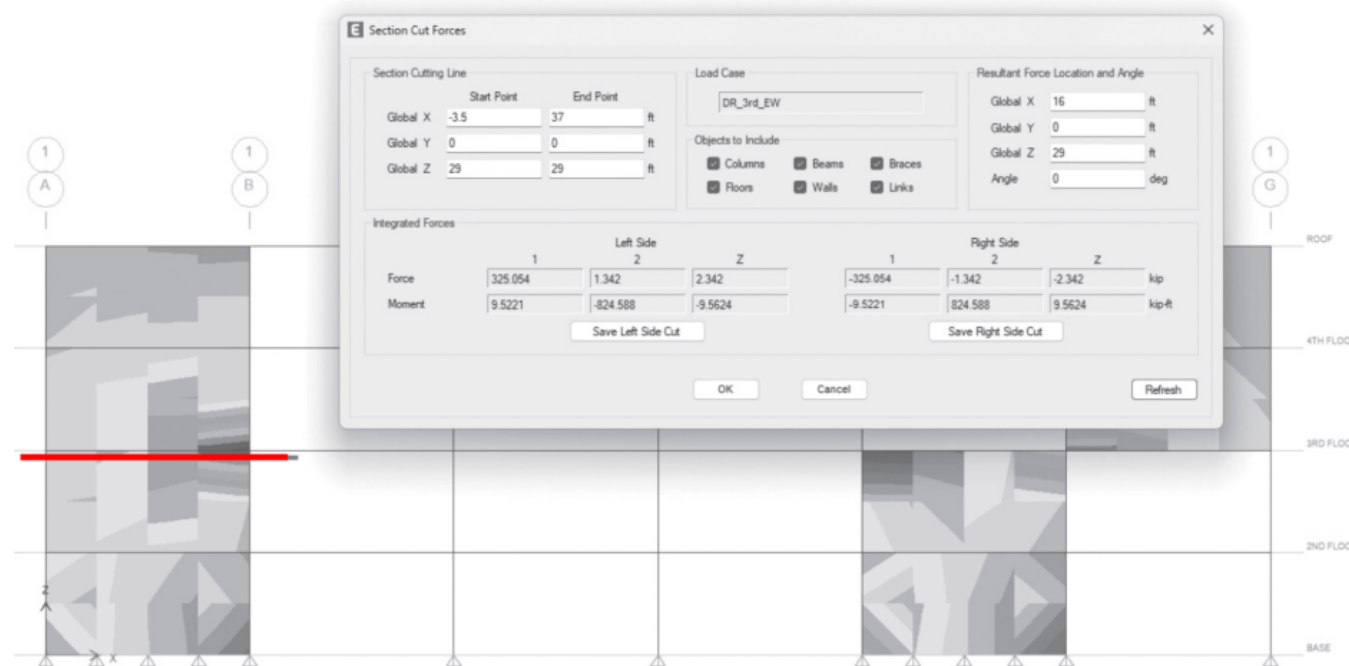 Section Cut Forces
Section Cutting Line
Start Point End Point
Global X -3.5 37 ft
Global Y 0 0 ft
Global Z 29 29 ft
Load Case
DR_3rd_EW
Objects to Include
Columns Beams Braces
Floors Walls Links
Resultant Force Location and Angle
Global X 16 ft
Global Y 0 ft
Global Z 29 ft
Angle 0 deg
Integrated Forces
Left Side Right Side
1 2 Z 1 2 Z
Force 325.054 1.342 2.342 -325.054 -1.342 -2.342 kip
Moment 9.5221 -824.588 -9.5624 -9.5221 824.588 9.5624 kip-ft
Save Left Side Cut Save Right Side Cut
OK Cancel Refresh
1 1 1
A B G
ROOF
4TH FLOO
3RD FLOO
2ND FLOO
Z
X
BASE